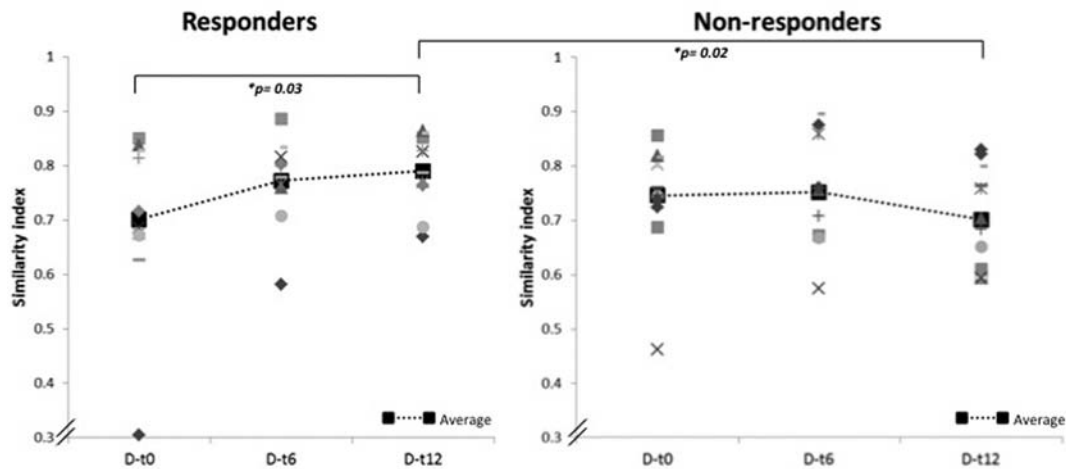 Responders
Non-responders
*p= 0.02
*p= 0.03
Similarity index
1
0.9
0.8
0.7
0.6
0.5
0.4
0.3
Average
D-t0
D-t6
D-t12
Similarity index
1
0.9
0.8
0.7
0.6
0.5
0.4
0.3
Average
D-t0
D-t6
D-t12